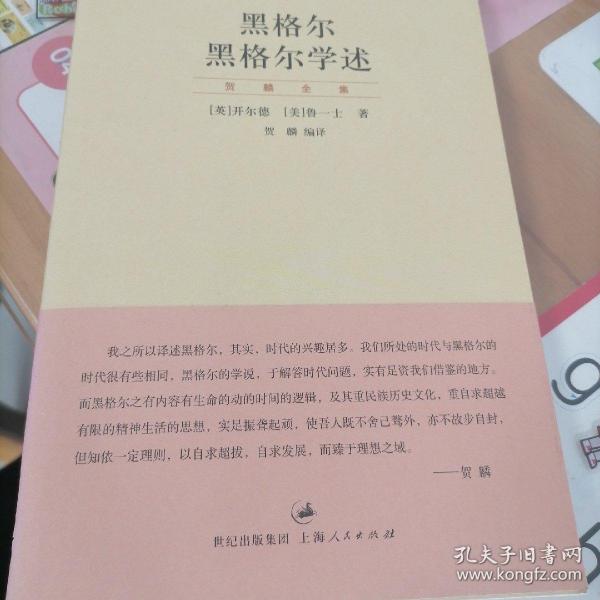 黑格尔
黑格尔学述
贺麟全集
[英]开尔德 [美]鲁一士 著
贺麟 编译
我之所以译述黑格尔，其实，时代的兴趣居多。我们所处的时代与黑格尔的
时代很有些相同，黑格尔的学说，于解答时代问题，实有足资我们借鉴的地方。
而黑格尔之有内容有生命的动的时间的逻辑，及其重民族历史文化，重自求超越
有限的精神生活的思想，实足振聋起顽，使吾人既不舍己骛外，亦不故步自封，
但知依一定理则，以自求超拔，自求发展，而臻于理想之域。
——贺麟
世纪出版集团 上海人民出版社
孔夫子旧书网
www.kongfz.com
9